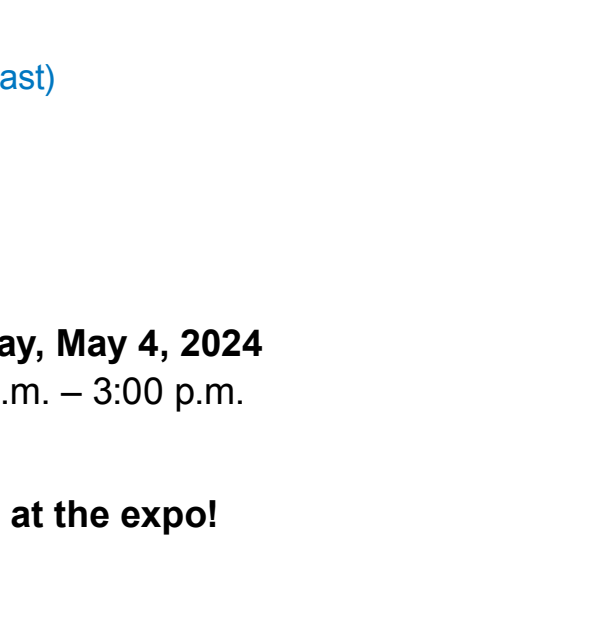 ast)
ay, May 4, 2024
.m. – 3:00 p.m.
at the expo!